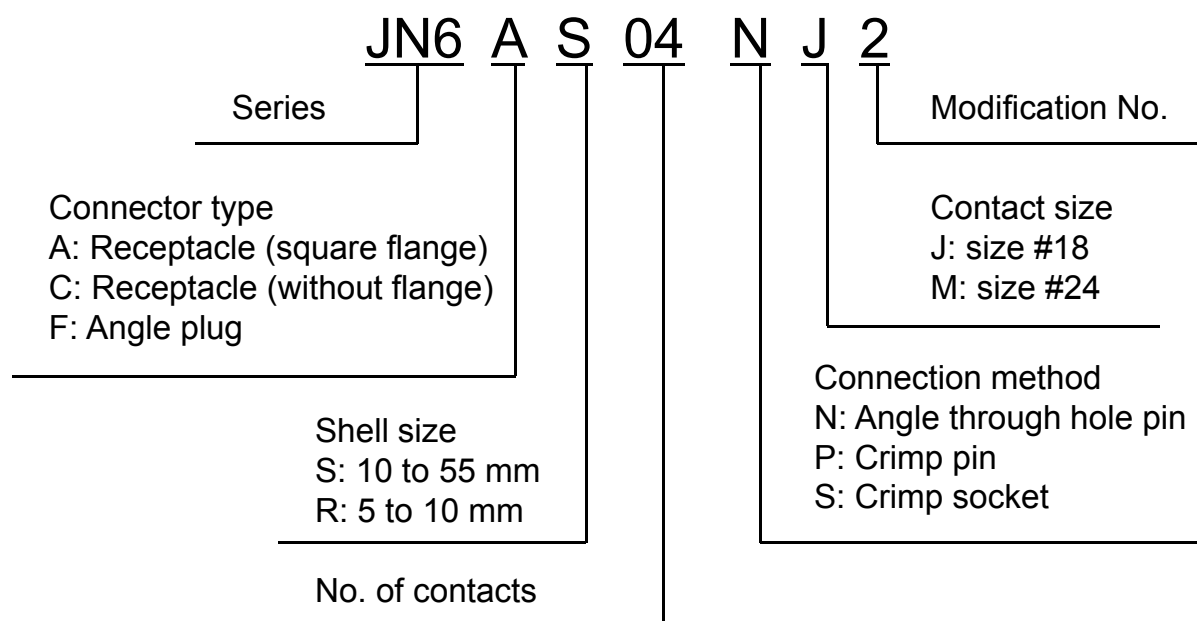 JN6 A S 04 N J 2
Series
Modification No.
Connector type
A: Receptacle (square flange)
C: Receptacle (without flange)
F: Angle plug
Contact size
J: size #18
M: size #24
Shell size
S: 10 to 55 mm
R: 5 to 10 mm
Connection method
N: Angle through hole pin
P: Crimp pin
S: Crimp socket
No. of contacts